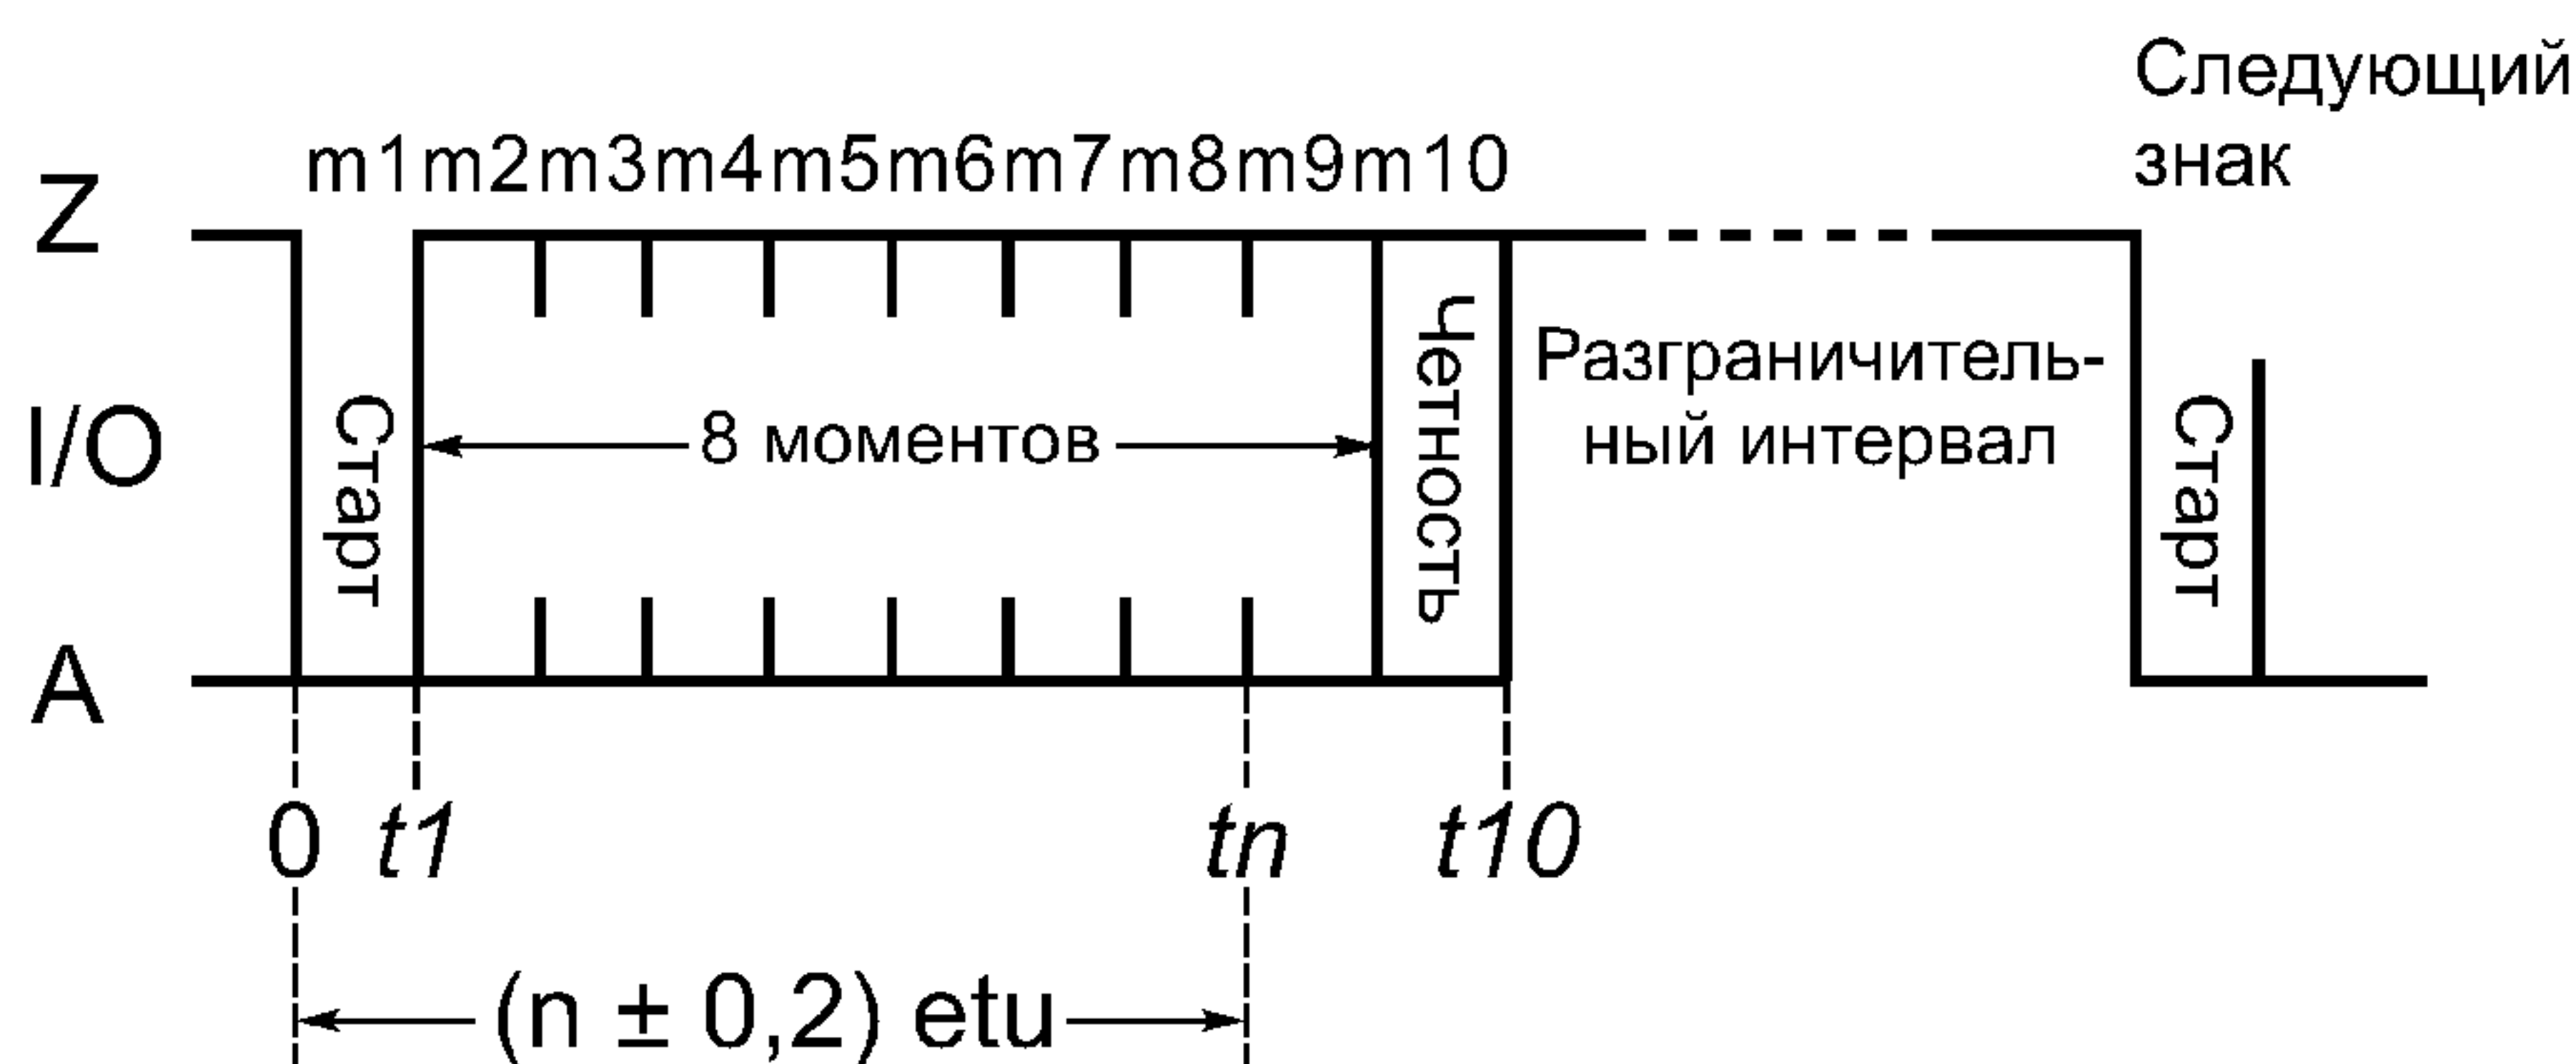 Следующий
знак
m1m2m3m4m5m6m7m8m9m10
Z
I/O
A
Старт
8 моментов
Четность
Разграничитель-
ный интервал
Старт
0 t1 tn t10
(n ± 0,2) etu